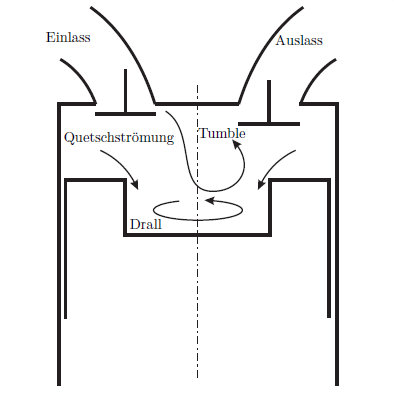 Einlass
Auslass
Quetschströmung
Tumble
Drall